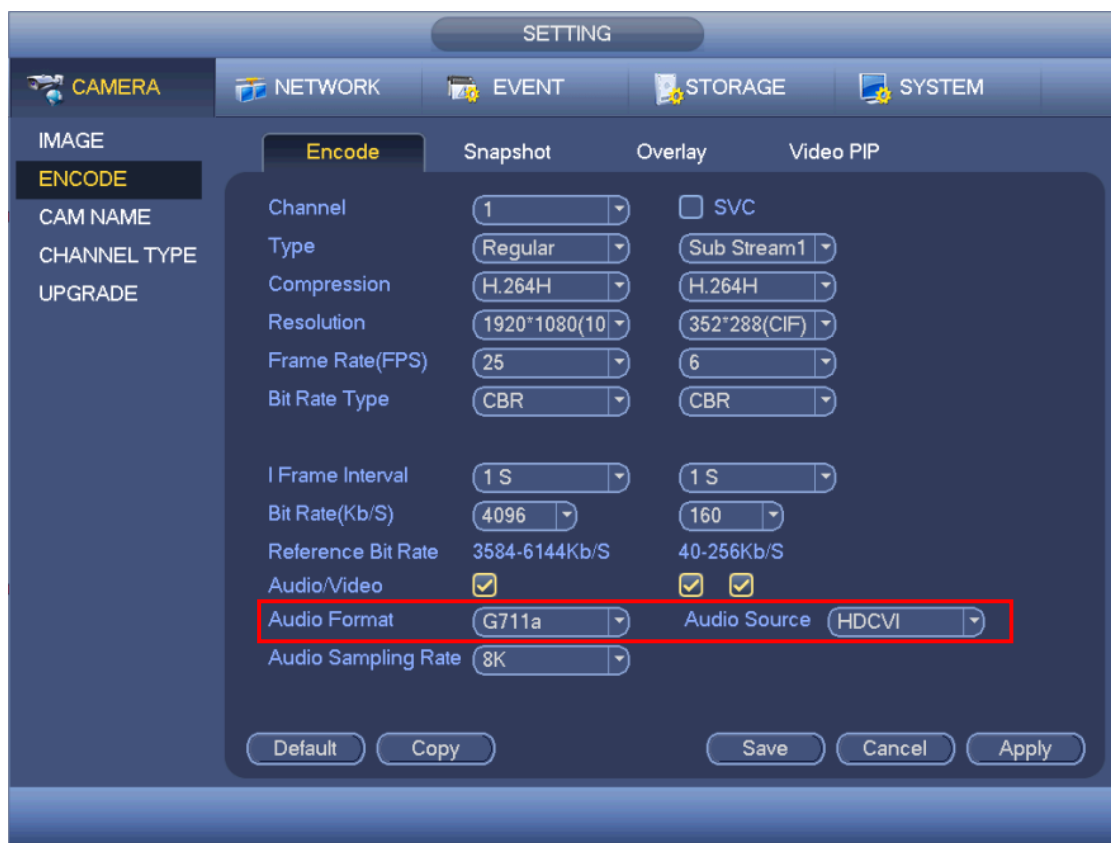 SETTING
CAMERA NETWORK EVENT STORAGE SYSTEM
IMAGE
ENCODE
CAM NAME
CHANNEL TYPE
UPGRADE
Encode Snapshot Overlay Video PIP
Channel 1 SVC
Type Regular Sub Stream1
Compression H.264H H.264H
Resolution 1920*1080(10 352*288(CIF)
Frame Rate(FPS) 25 6
Bit Rate Type CBR CBR
I Frame Interval 1 S 1 S
Bit Rate(Kb/S) 4096 160
Reference Bit Rate 3584-6144Kb/S 40-256Kb/S
Audio/Video
Audio Format G711a Audio Source HDCVI
Audio Sampling Rate 8K
Default Copy Save Cancel Apply